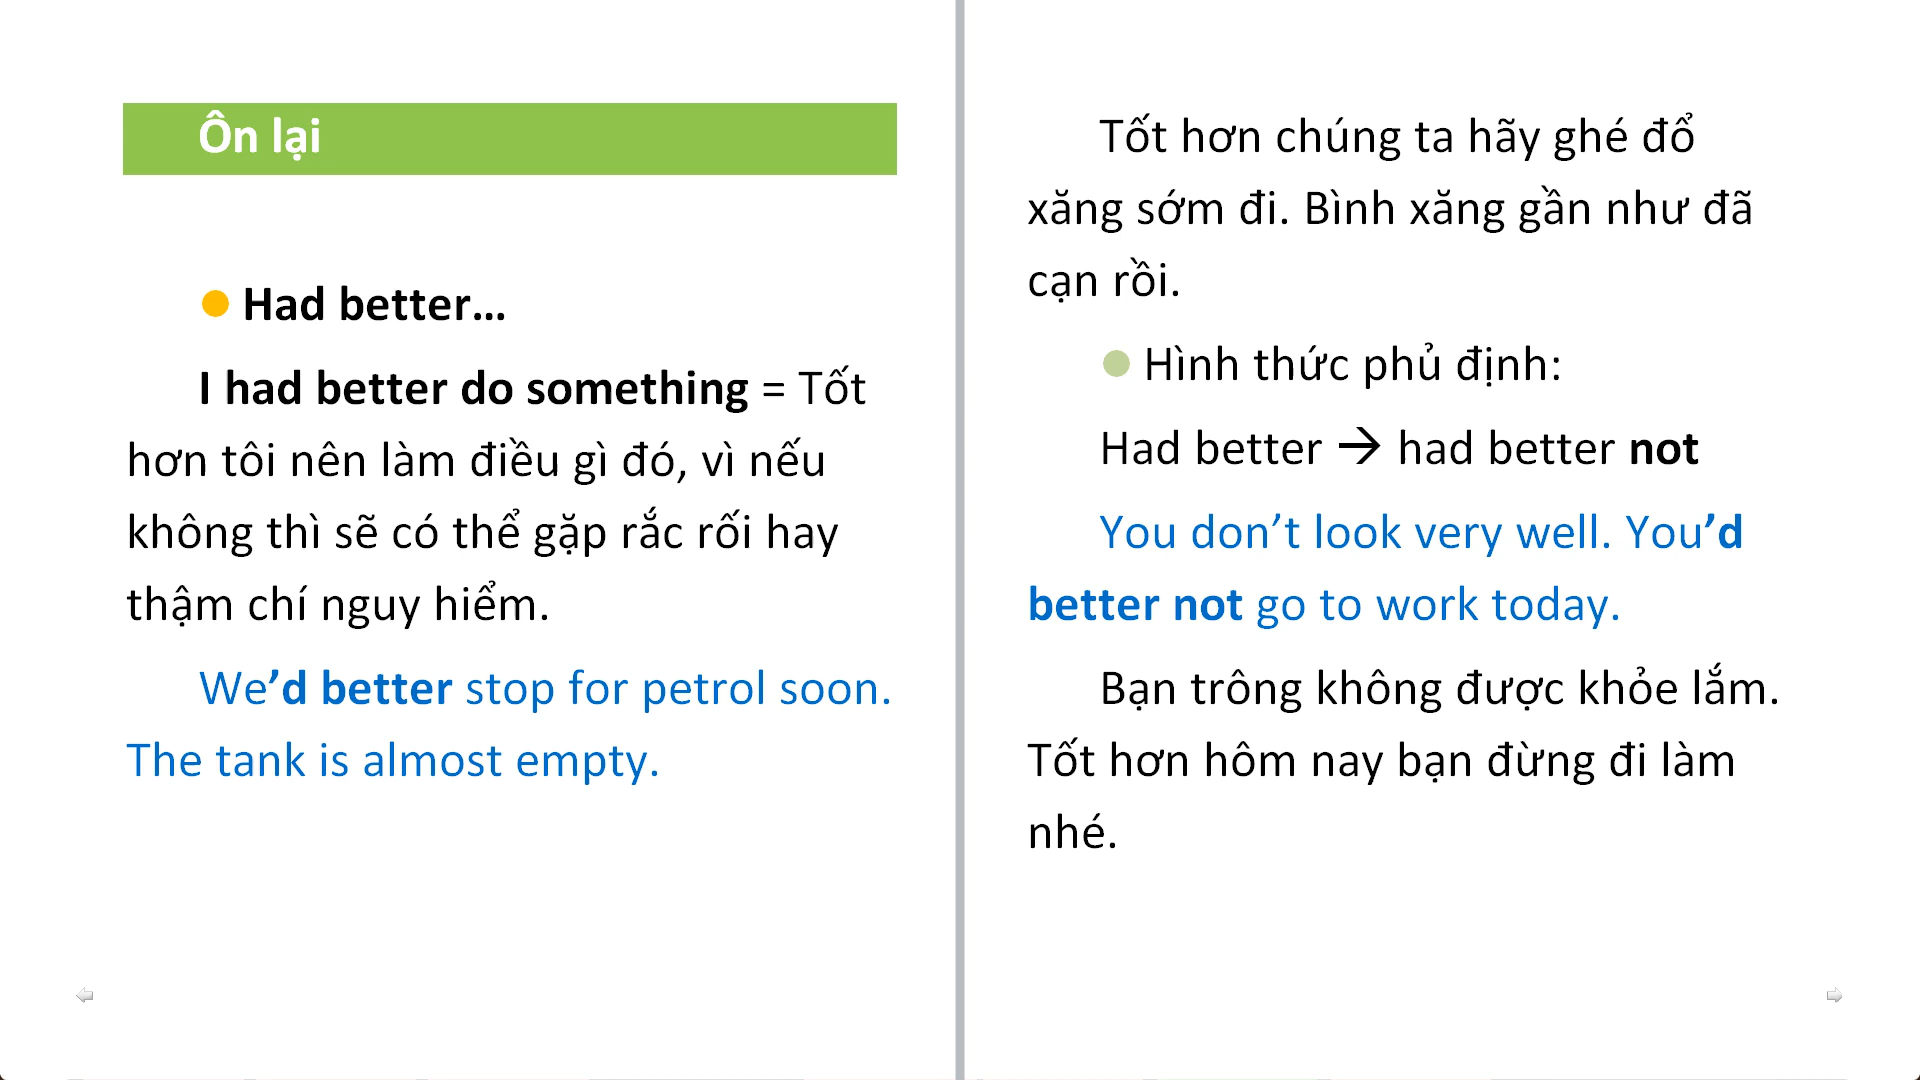 Ôn lại
Had better...
I had better do something = Tốt
hơn tôi nên làm điều gì đó, vì nếu
không thì sẽ có thể gặp rắc rối hay
thậm chí nguy hiểm.
We’d better stop for petrol soon.
The tank is almost empty.
Tốt hơn chúng ta hãy ghé đổ
xăng sớm đi. Bình xăng gần như đã
cạn rồi.
Hình thức phủ định:
Had better → had better not
You don’t look very well. You’d
better not go to work today.
Bạn trông không được khỏe lắm.
Tốt hơn hôm nay bạn đừng đi làm
nhé.